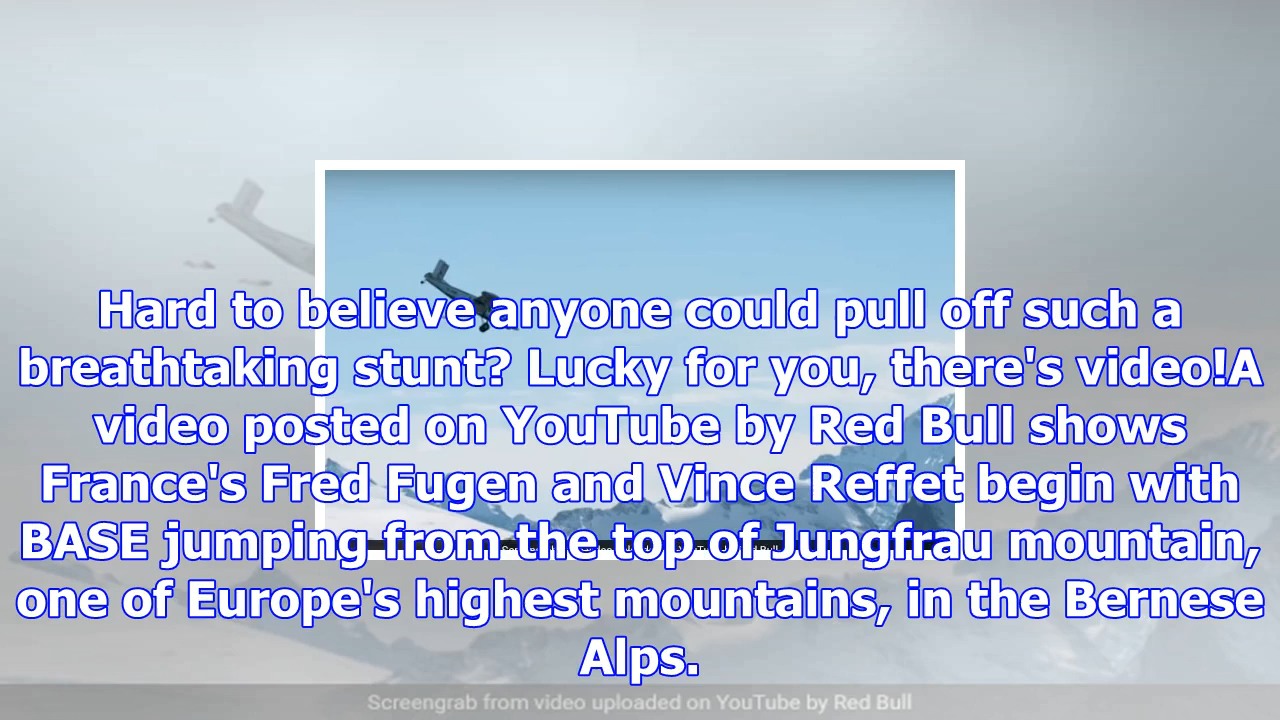 Hard to believe anyone could pull off such a
breathtaking stunt? Lucky for you, there's video!A
video posted on YouTube by Red Bull shows
France's Fred Fugen and Vince Reffet begin with
BASE jumping from the top of Jungfrau mountain,
one of Europe's highest mountains, in the Bernese
Alps.
Screengrab from video uploaded on YouTube by Red Bull